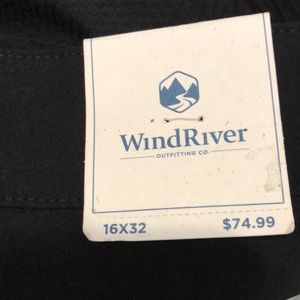 WindRiver
OUTFITTING CO.
16X32 $74.99